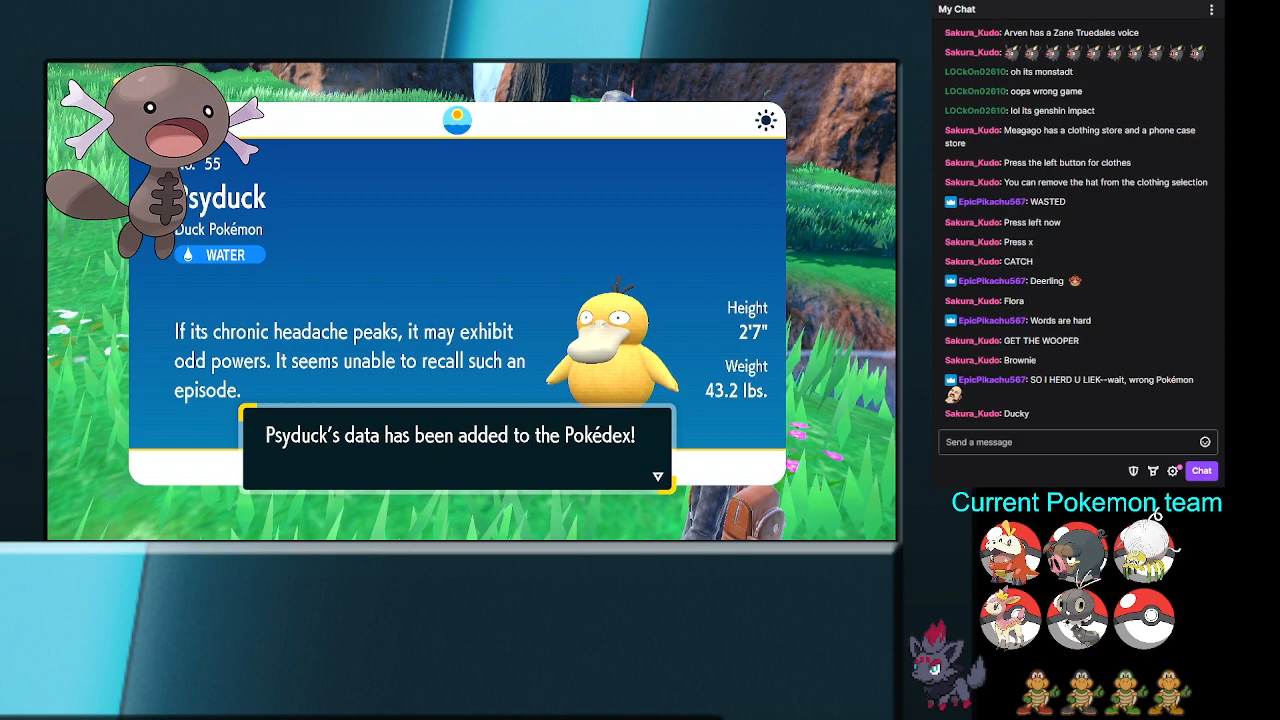 No. 55
Psyduck
Duck Pokémon
WATER
If its chronic headache peaks, it may exhibit
odd powers. It seems unable to recall such an
episode.
Height
2'7"
Weight
43.2 lbs.
Psyduck's data has been added to the Pokédex!
My Chat
Sakura_Kudo: Arven has a Zane Truedales voice
Sakura_Kudo:
LOCkOn02610: oh its monstadt
LOCkOn02610: oops wrong game
LOCkOn02610: lol its genshin impact
Sakura_Kudo: Meagago has a clothing store and a phone case
store
Sakura_Kudo: Press the left button for clothes
Sakura_Kudo: You can remove the hat from the clothing selection
EpicPikachu567: WASTED
Sakura_Kudo: Press left now
Sakura_Kudo: Press x
Sakura_Kudo: CATCH
EpicPikachu567: Deerling
Sakura_Kudo: Flora
EpicPikachu567: Words are hard
Sakura_Kudo: GET THE WOOPER
Sakura_Kudo: Brownie
EpicPikachu567: SO I HERD U LIEK--wait, wrong Pokémon
Sakura_Kudo: Ducky
Send a message
Chat
Current Pokemon team